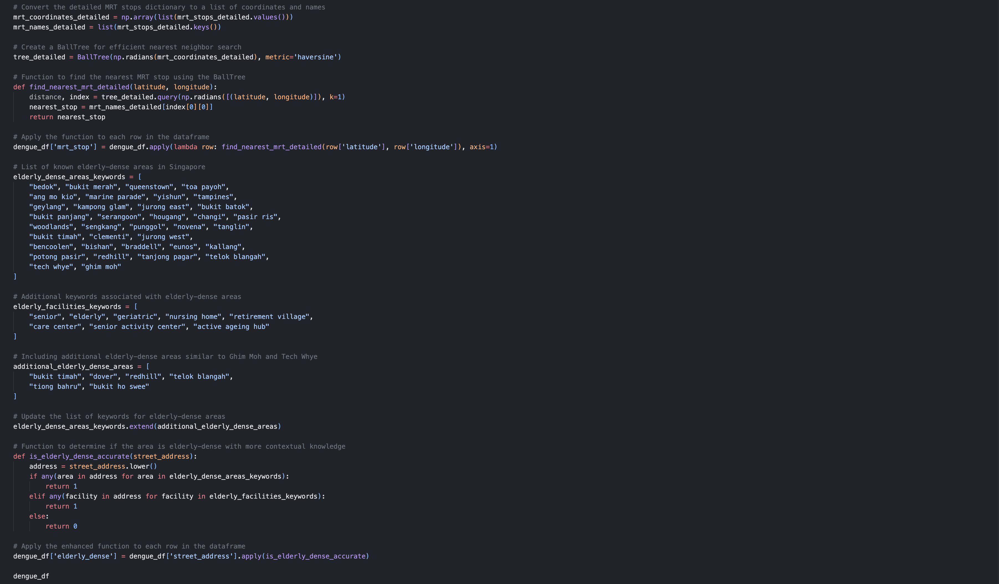 # Convert the detailed MRT stops dictionary to a list of coordinates and names
mrt_coordinates_detailed = np.array(list(mrt_stops_detailed.values()))
mrt_names_detailed = list(mrt_stops_detailed.keys())

# Create a BallTree for efficient nearest neighbor search
tree_detailed = BallTree(np.radians(mrt_coordinates_detailed), metric='haversine')

# Function to find the nearest MRT stop using the BallTree
def find_nearest_mrt_detailed(latitude, longitude):
    distance, index = tree_detailed.query(np.radians([(latitude, longitude)]), k=1)
    nearest_stop = mrt_names_detailed[index[0][0]]
    return nearest_stop

# Apply the function to each row in the dataframe
dengue_df['mrt_stop'] = dengue_df.apply(lambda row: find_nearest_mrt_detailed(row['latitude'], row['longitude']), axis=1)

# List of known elderly-dense areas in Singapore
elderly_dense_areas_keywords = [
    "bedok", "bukit merah", "queenstown", "toa payoh",
    "ang mo kio", "marine parade", "yishun", "tampines",
    "geylang", "kampong glam", "jurong east", "bukit batok",
    "bukit panjang", "serangoon", "hougang", "changi", "pasir ris",
    "woodlands", "sengkang", "punggol", "novena", "tanglin",
    "bukit timah", "clementi", "jurong west",
    "bencoolen", "bishan", "braddell", "eunos", "kallang",
    "potong pasir", "redhill", "tanjong pagar", "telok blangah",
    "tech whye", "ghim moh"
]

# Additional keywords associated with elderly-dense areas
elderly_facilities_keywords = [
    "senior", "elderly", "geriatric", "nursing home", "retirement village",
    "care center", "senior activity center", "active ageing hub"
]

# Including additional elderly-dense areas similar to Ghim Moh and Tech Whye
additional_elderly_dense_areas = [
    "bukit timah", "dover", "redhill", "telok blangah",
    "tiong bahru", "bukit ho swee"
]

# Update the list of keywords for elderly-dense areas
elderly_dense_areas_keywords.extend(additional_elderly_dense_areas)

# Function to determine if the area is elderly-dense with more contextual knowledge
def is_elderly_dense_accurate(street_address):
    address = street_address.lower()
    if any(area in address for area in elderly_dense_areas_keywords):
        return 1
    elif any(facility in address for facility in elderly_facilities_keywords):
        return 1
    else:
        return 0

# Apply the enhanced function to each row in the dataframe
dengue_df['elderly_dense'] = dengue_df['street_address'].apply(is_elderly_dense_accurate)

dengue_df